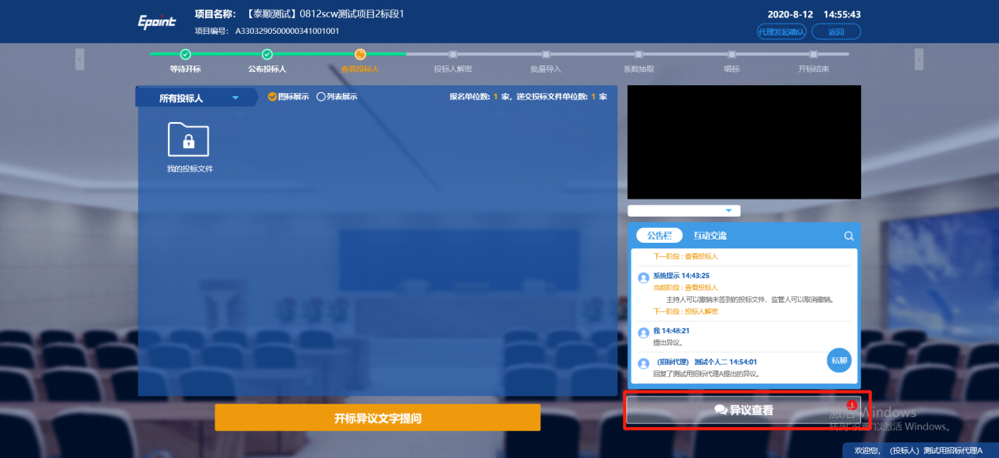 Epoint
项目名称： 【泰顺测试】0812scw测试项目2标段1
项目编号： A3303290500000341001001
2020-8-12 14:55:43
代理发起确认 返回
等待开标 公布投标人 查看投标人 投标人解密 批量导入 系数抽取 唱标 开标结束
所有投标人 图标展示 列表展示 报名单位数: 1 家, 递交投标文件单位数: 1 家
我的投标文件
公告栏 互动交流
下一阶段 : 查看投标人
系统提示 14:43:25
当前阶段 : 查看投标人
主持人可以撤销未签到的投标文件，监管人可以取消撤销。
下一阶段 : 投标人解密
我 14:48:21
提出异议。
（招标代理） 测试个人二 14:54:01
回复了测试用招标代理A提出的异议。
私聊
开标异议文字提问
异议查看 1
激活 Windows
转到"设置"以激活 Windows。
欢迎您, （投标人）测试用招标代理A